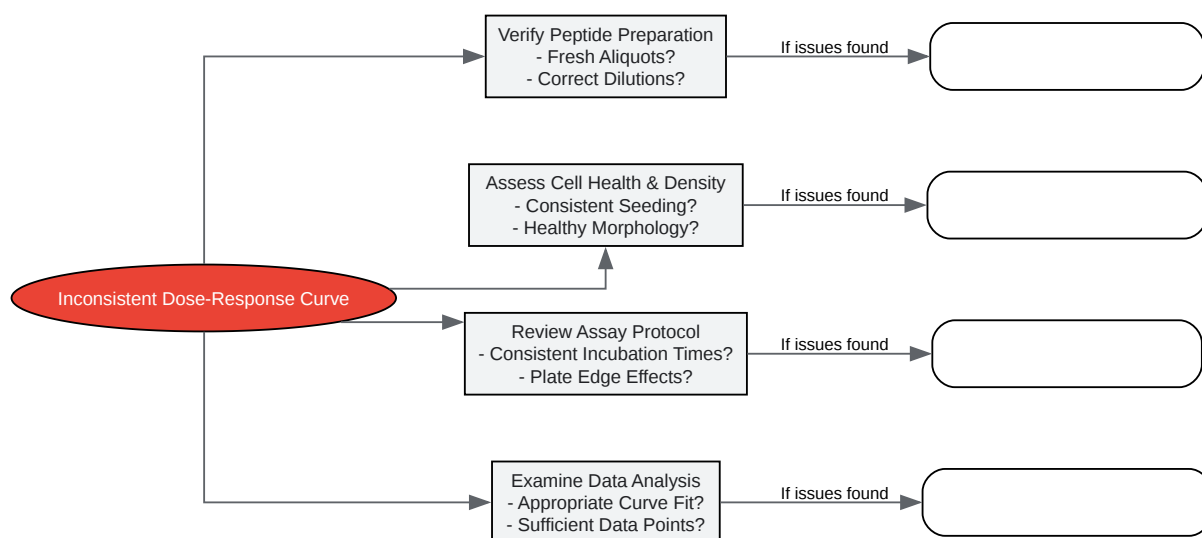 Verify Peptide Preparation
- Fresh Aliquots?
- Correct Dilutions?
If issues found
Assess Cell Health & Density
- Consistent Seeding?
- Healthy Morphology?
If issues found
Inconsistent Dose-Response Curve
Review Assay Protocol
- Consistent Incubation Times?
- Plate Edge Effects?
If issues found
Examine Data Analysis
- Appropriate Curve Fit?
- Sufficient Data Points?
If issues found